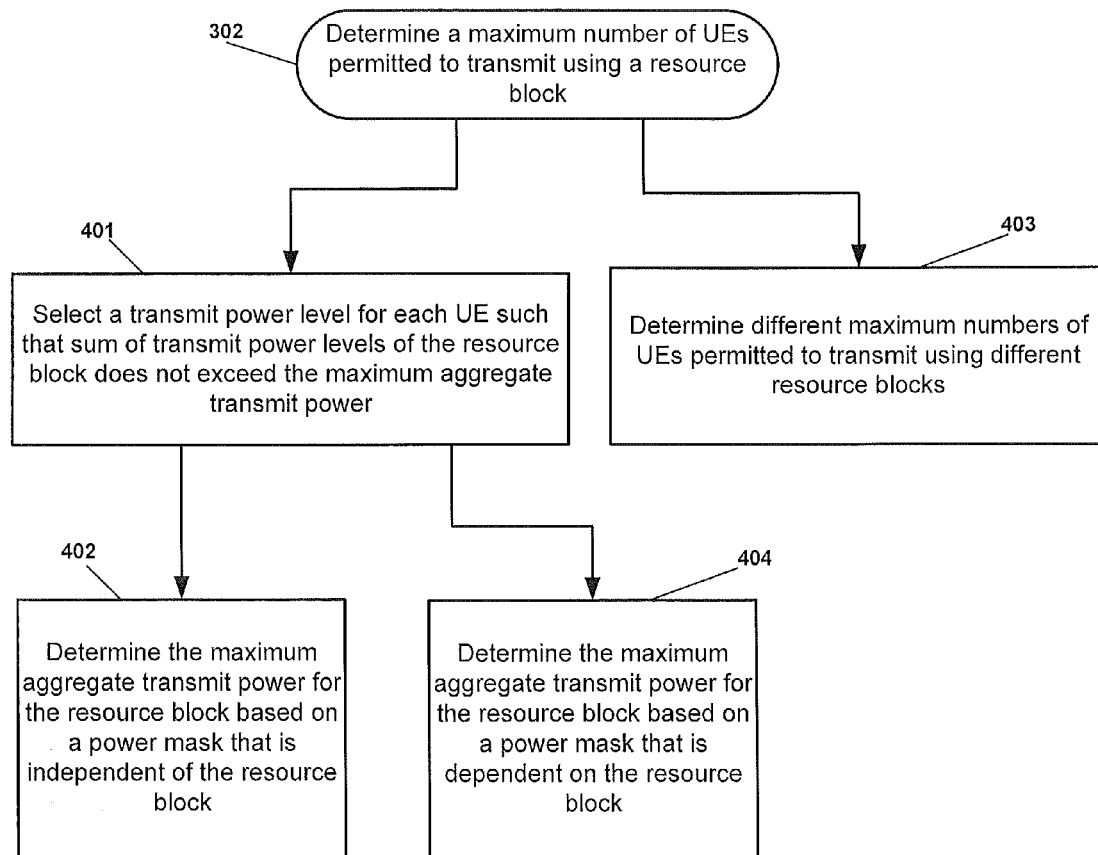 302
Determine a maximum number of UEs
permitted to transmit using a resource
block
401
403
Select a transmit power level for each UE such
that sum of transmit power levels of the resource
block does not exceed the maximum aggregate
transmit power
Determine different maximum numbers of
UEs permitted to transmit using different
resource blocks
402
404
Determine the maximum
aggregate transmit power for
the resource block based on
a power mask that is
independent of the resource
block
Determine the maximum
aggregate transmit power for
the resource block based on
a power mask that is
dependent on the resource
block